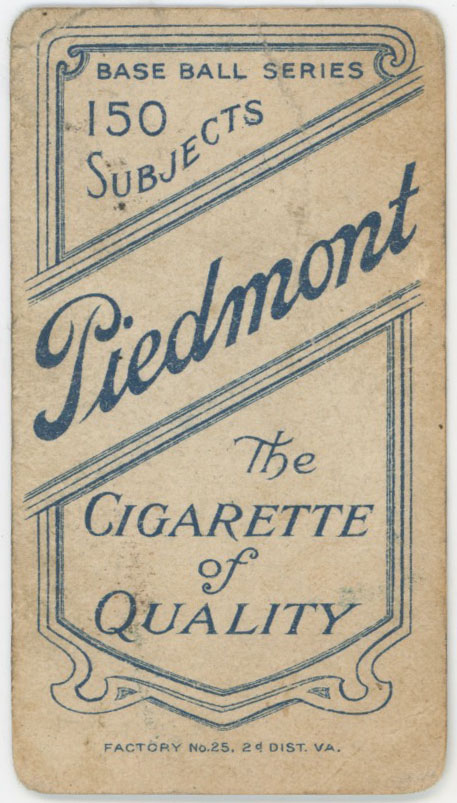 BASE BALL SERIES
150
SUBJECTS
Piedmont
The
CIGARETTE
of
QUALITY
FACTORY No. 25, 2d DIST. VA.